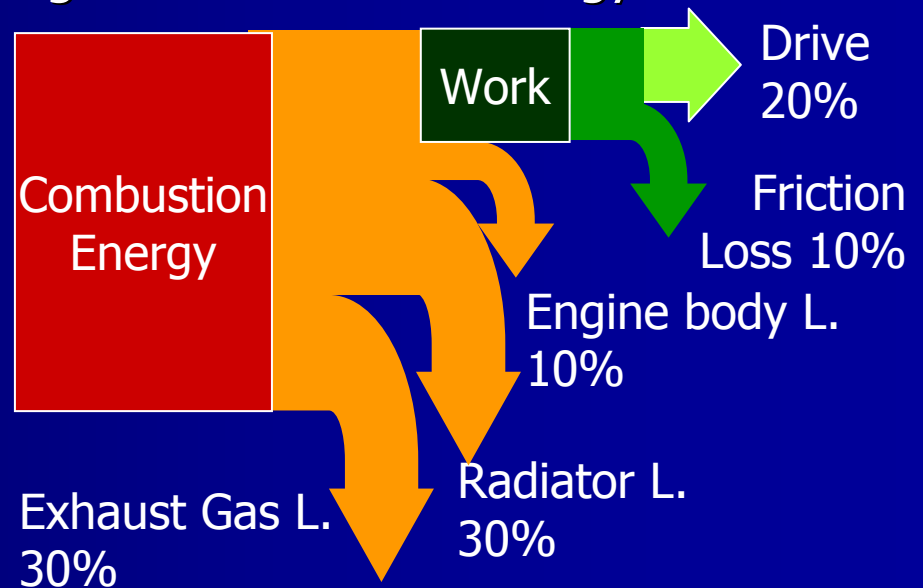 Work
Drive
20%
Combustion
Energy
Friction
Loss 10%
Engine body L.
10%
Radiator L.
30%
Exhaust Gas L.
30%